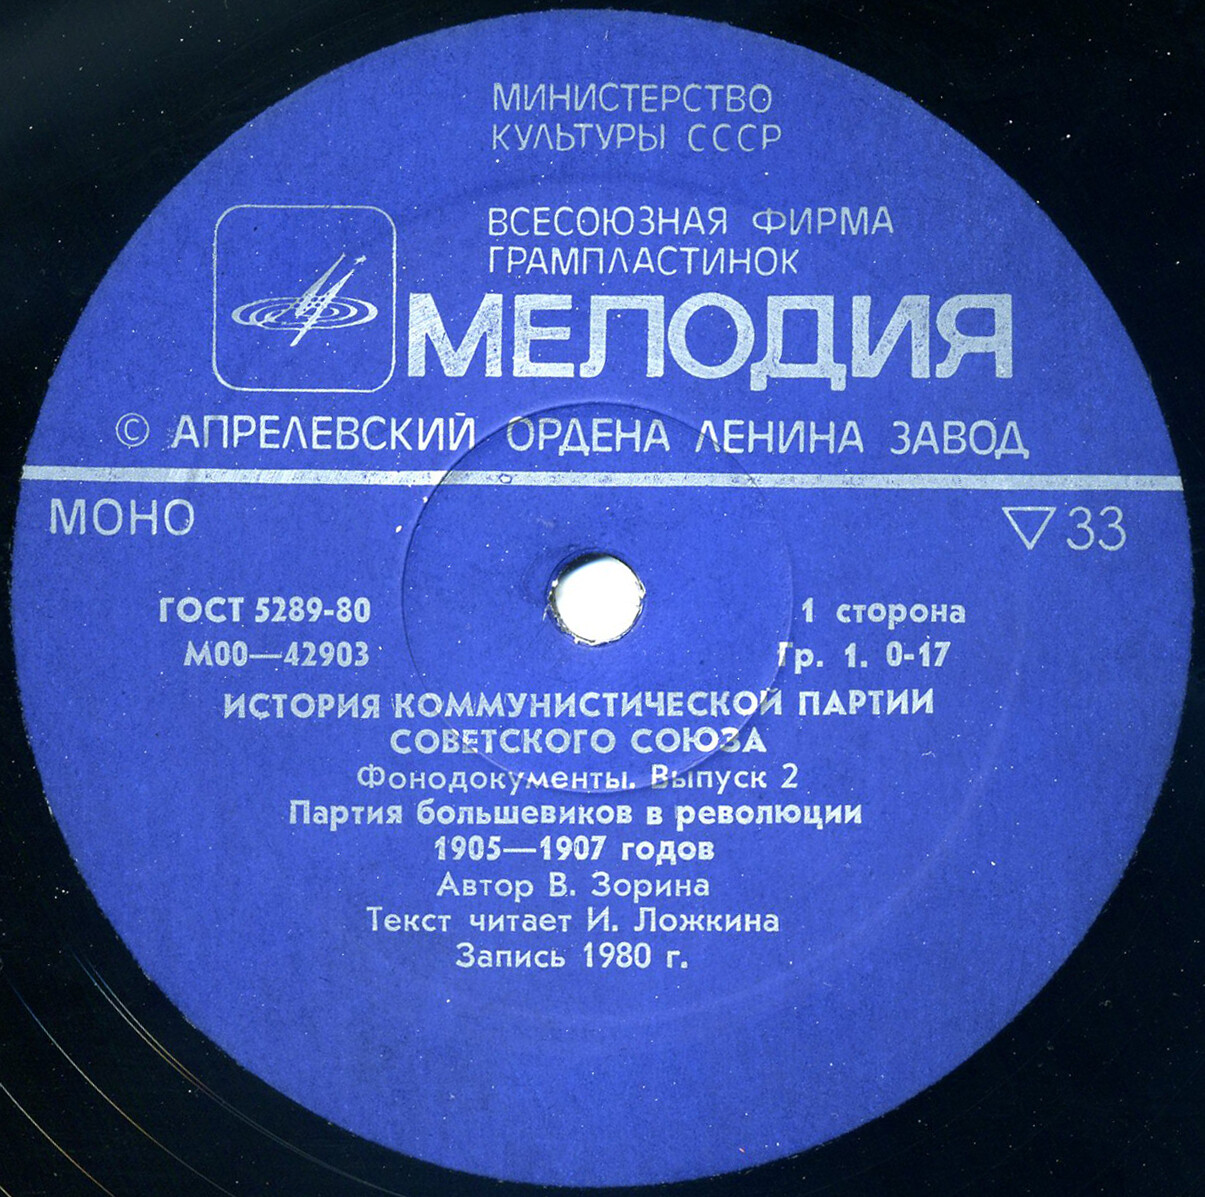 МИНИСТЕРСТВО
КУЛЬТУРЫ СССР
ВСЕСОЮЗНАЯ ФИРМА
ГРАМПЛАСТИНОК
МЕЛОДИЯ
© АПРЕЛЕВСКИЙ ОРДЕНА ЛЕНИНА ЗАВОД
МОНО
▽ 33
ГОСТ 5289-80
1 сторона
М00—42903
Гр. 1. 0-17
ИСТОРИЯ КОММУНИСТИЧЕСКОЙ ПАРТИИ
СОВЕТСКОГО СОЮЗА
Фонодокументы. Выпуск 2
Партия большевиков в революции
1905—1907 годов
Автор В. Зорина
Текст читает И. Ложкина
Запись 1980 г.